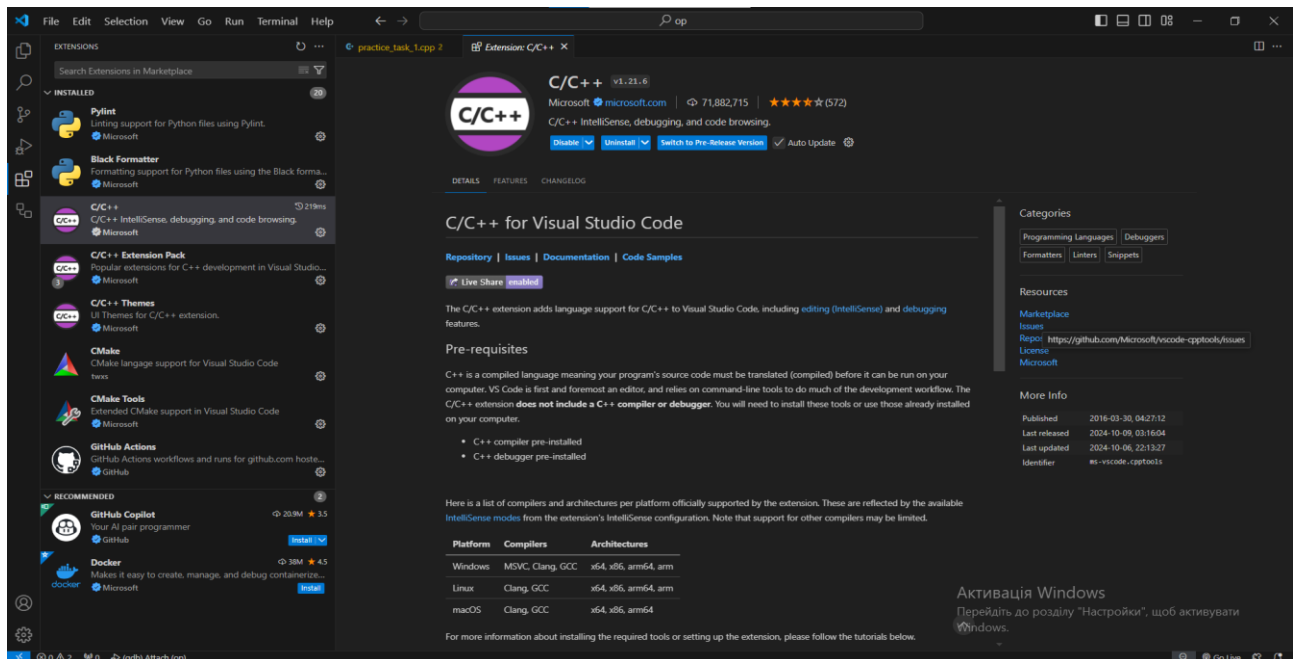 File Edit Selection View Go Run Terminal Help
op
EXTENSIONS
Search Extensions in Marketplace
INSTALLED 20
Pylint
Linting support for Python files using Pylint.
Microsoft
Black Formatter
Formatting support for Python files using the Black forma...
Microsoft
C/C++ 219ms
C/C++ IntelliSense, debugging, and code browsing.
Microsoft
C/C++ Extension Pack
Popular extensions for C++ development in Visual Studio...
3 Microsoft
C/C++ Themes
UI Themes for C/C++ extension.
Microsoft
CMake
CMake langage support for Visual Studio Code
twxs
CMake Tools
Extended CMake support in Visual Studio Code
Microsoft
GitHub Actions
GitHub Actions workflows and runs for github.com hoste...
GitHub
RECOMMENDED 2
GitHub Copilot 20.9M 3.5
Your AI pair programmer
GitHub Install
Docker 38M 4.5
Makes it easy to create, manage, and debug containerize...
Microsoft Install
practice_task_1.cpp 2 Extension: C/C++
C/C++ v1.21.6
Microsoft microsoft.com 71,882,715 (572)
C/C++ IntelliSense, debugging, and code browsing.
Disable Uninstall Switch to Pre-Release Version Auto Update
DETAILS FEATURES CHANGELOG
C/C++ for Visual Studio Code
Repository | Issues | Documentation | Code Samples
Live Share enabled
The C/C++ extension adds language support for C/C++ to Visual Studio Code, including editing (IntelliSense) and debugging
features.
Pre-requisites
C++ is a compiled language meaning your program's source code must be translated (compiled) before it can be run on your
computer. VS Code is first and foremost an editor, and relies on command-line tools to do much of the development workflow. The
C/C++ extension does not include a C++ compiler or debugger. You will need to install these tools or use those already installed
on your computer.
• C++ compiler pre-installed
• C++ debugger pre-installed
Here is a list of compilers and architectures per platform officially supported by the extension. These are reflected by the available
IntelliSense modes from the extension's IntelliSense configuration. Note that support for other compilers may be limited.
Platform Compilers Architectures
Windows MSVC, Clang, GCC x64, x86, arm64, arm
Linux Clang, GCC x64, x86, arm64, arm
macOS Clang, GCC x64, x86, arm64
For more information about installing the required tools or setting up the extension, please follow the tutorials below.
Categories
Programming Languages Debuggers
Formatters Linters Snippets
Resources
Marketplace
Issues
https://github.com/Microsoft/vscode-cpptools/issues
License
Microsoft
More Info
Published 2016-03-30, 04:27:12
Last released 2024-10-09, 03:16:04
Last updated 2024-10-06, 22:13:27
Identifier ms-vscode.cpptools
Активація Windows
Перейдіть до розділу "Настройки", щоб активувати
Windows.
0 2 0 (gdb) Attach (op) Go Live